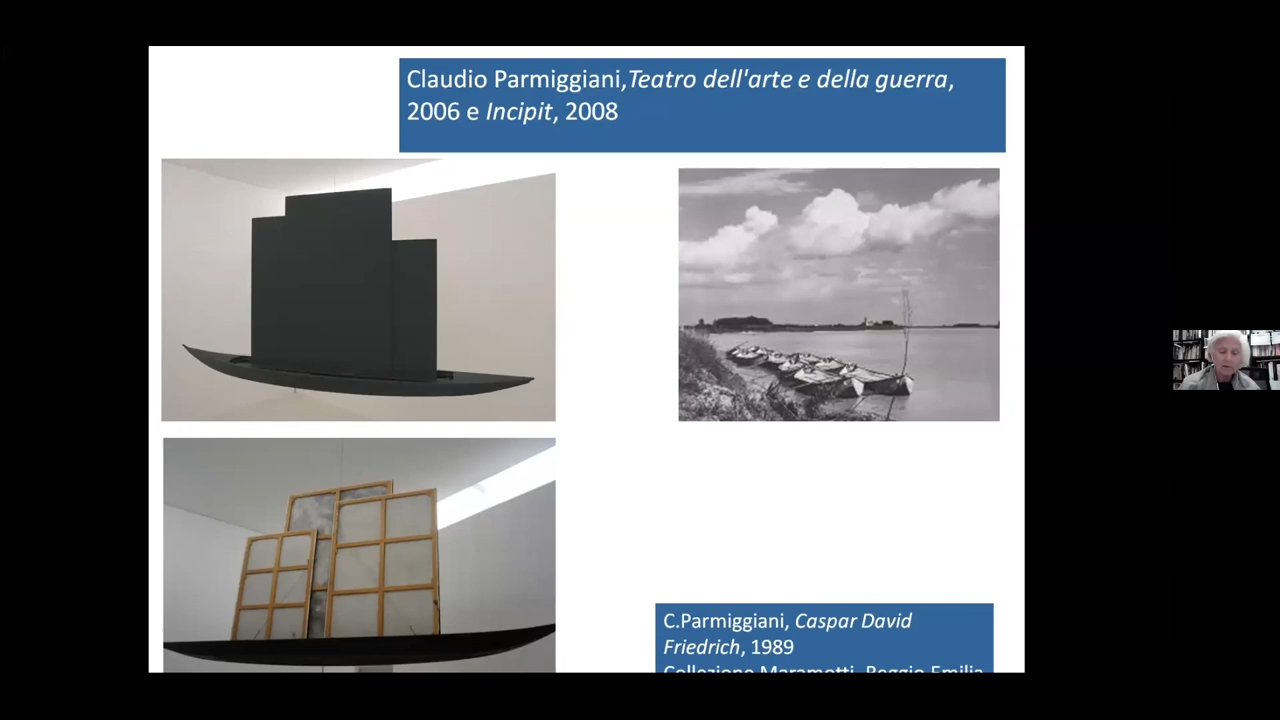 Claudio Parmiggiani,Teatro dell'arte e della guerra,
2006 e Incipit, 2008
C.Parmiggiani, Caspar David
Friedrich, 1989
Collezione Maramotti, Reggio Emilia